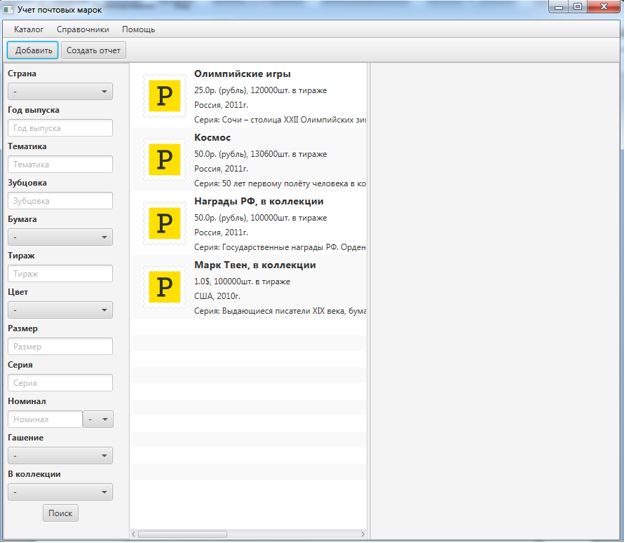 Учет почтовых марок
Каталог Справочники Помощь
Добавить Создать отчет
Страна
-
Год выпуска
Год выпуска
Тематика
Тематика
Зубцовка
Зубцовка
Бумага
-
Тираж
Тираж
Цвет
-
Размер
Размер
Серия
Серия
Номинал
Номинал -
Гашение
-
В коллекции
-
Поиск
Р
Олимпийские игры
25.0р. (рубль), 120000шт. в тираже
Россия, 2011г.
Серия: Сочи – столица XXII Олимпийских зи
Р
Космос
50.0р. (рубль), 130600шт. в тираже
Россия, 2011г.
Серия: 50 лет первому полёту человека в ко
Р
Награды РФ, в коллекции
50.0р. (рубль), 100000шт. в тираже
Россия, 2011г.
Серия: Государственные награды РФ. Орден
Р
Марк Твен, в коллекции
1.0$, 100000шт. в тираже
США, 2010г.
Серия: Выдающиеся писатели XIX века, бума